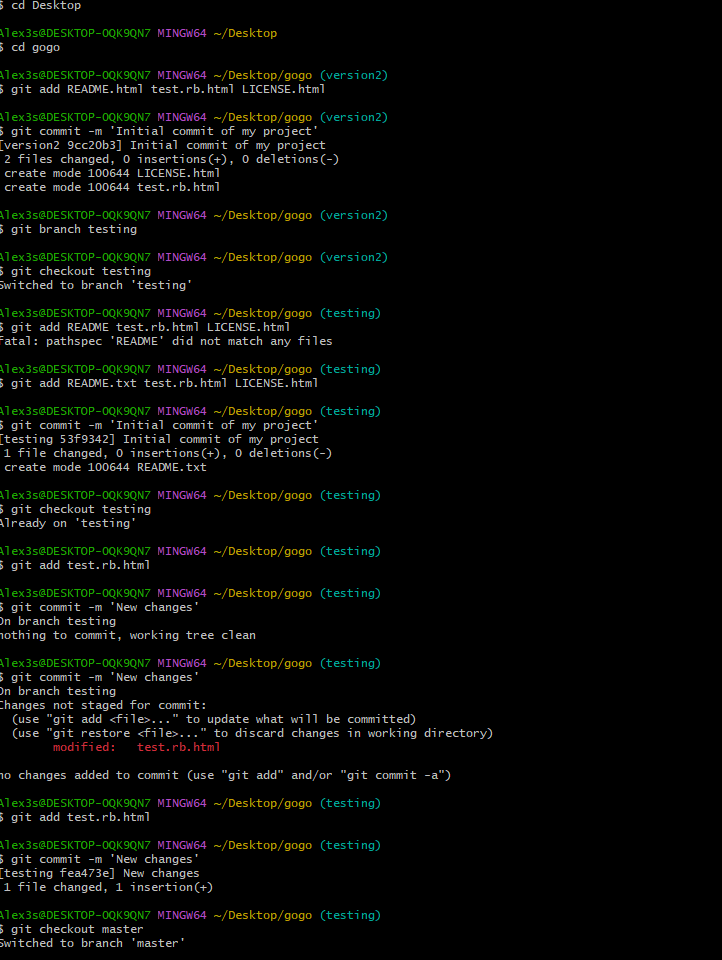 $ cd Desktop
Alex3s@DESKTOP-OQK9QN7 MINGW64 ~/Desktop
$ cd gogo
Alex3s@DESKTOP-OQK9QN7 MINGW64 ~/Desktop/gogo (version2)
$ git add README.html test.rb.html LICENSE.html
Alex3s@DESKTOP-OQK9QN7 MINGW64 ~/Desktop/gogo (version2)
$ git commit -m 'Initial commit of my project'
[version2 9cc20b3] Initial commit of my project
2 files changed, 0 insertions(+), 0 deletions(-)
create mode 100644 LICENSE.html
create mode 100644 test.rb.html
Alex3s@DESKTOP-OQK9QN7 MINGW64 ~/Desktop/gogo (version2)
$ git branch testing
Alex3s@DESKTOP-OQK9QN7 MINGW64 ~/Desktop/gogo (version2)
$ git checkout testing
Switched to branch 'testing'
Alex3s@DESKTOP-OQK9QN7 MINGW64 ~/Desktop/gogo (testing)
$ git add README test.rb.html LICENSE.html
fatal: pathspec 'README' did not match any files
Alex3s@DESKTOP-OQK9QN7 MINGW64 ~/Desktop/gogo (testing)
$ git add README.txt test.rb.html LICENSE.html
Alex3s@DESKTOP-OQK9QN7 MINGW64 ~/Desktop/gogo (testing)
$ git commit -m 'Initial commit of my project'
[testing 53f9342] Initial commit of my project
1 file changed, 0 insertions(+), 0 deletions(-)
create mode 100644 README.txt
Alex3s@DESKTOP-OQK9QN7 MINGW64 ~/Desktop/gogo (testing)
$ git checkout testing
Already on 'testing'
Alex3s@DESKTOP-OQK9QN7 MINGW64 ~/Desktop/gogo (testing)
$ git add test.rb.html
Alex3s@DESKTOP-OQK9QN7 MINGW64 ~/Desktop/gogo (testing)
$ git commit -m 'New changes'
On branch testing
nothing to commit, working tree clean
Alex3s@DESKTOP-OQK9QN7 MINGW64 ~/Desktop/gogo (testing)
$ git commit -m 'New changes'
On branch testing
Changes not staged for commit:
(use "git add <file>..." to update what will be committed)
(use "git restore <file>..." to discard changes in working directory)
modified: test.rb.html
no changes added to commit (use "git add" and/or "git commit -a")
Alex3s@DESKTOP-OQK9QN7 MINGW64 ~/Desktop/gogo (testing)
$ git add test.rb.html
Alex3s@DESKTOP-OQK9QN7 MINGW64 ~/Desktop/gogo (testing)
$ git commit -m 'New changes'
[testing fea473e] New changes
1 file changed, 1 insertion(+)
Alex3s@DESKTOP-OQK9QN7 MINGW64 ~/Desktop/gogo (testing)
$ git checkout master
Switched to branch 'master'